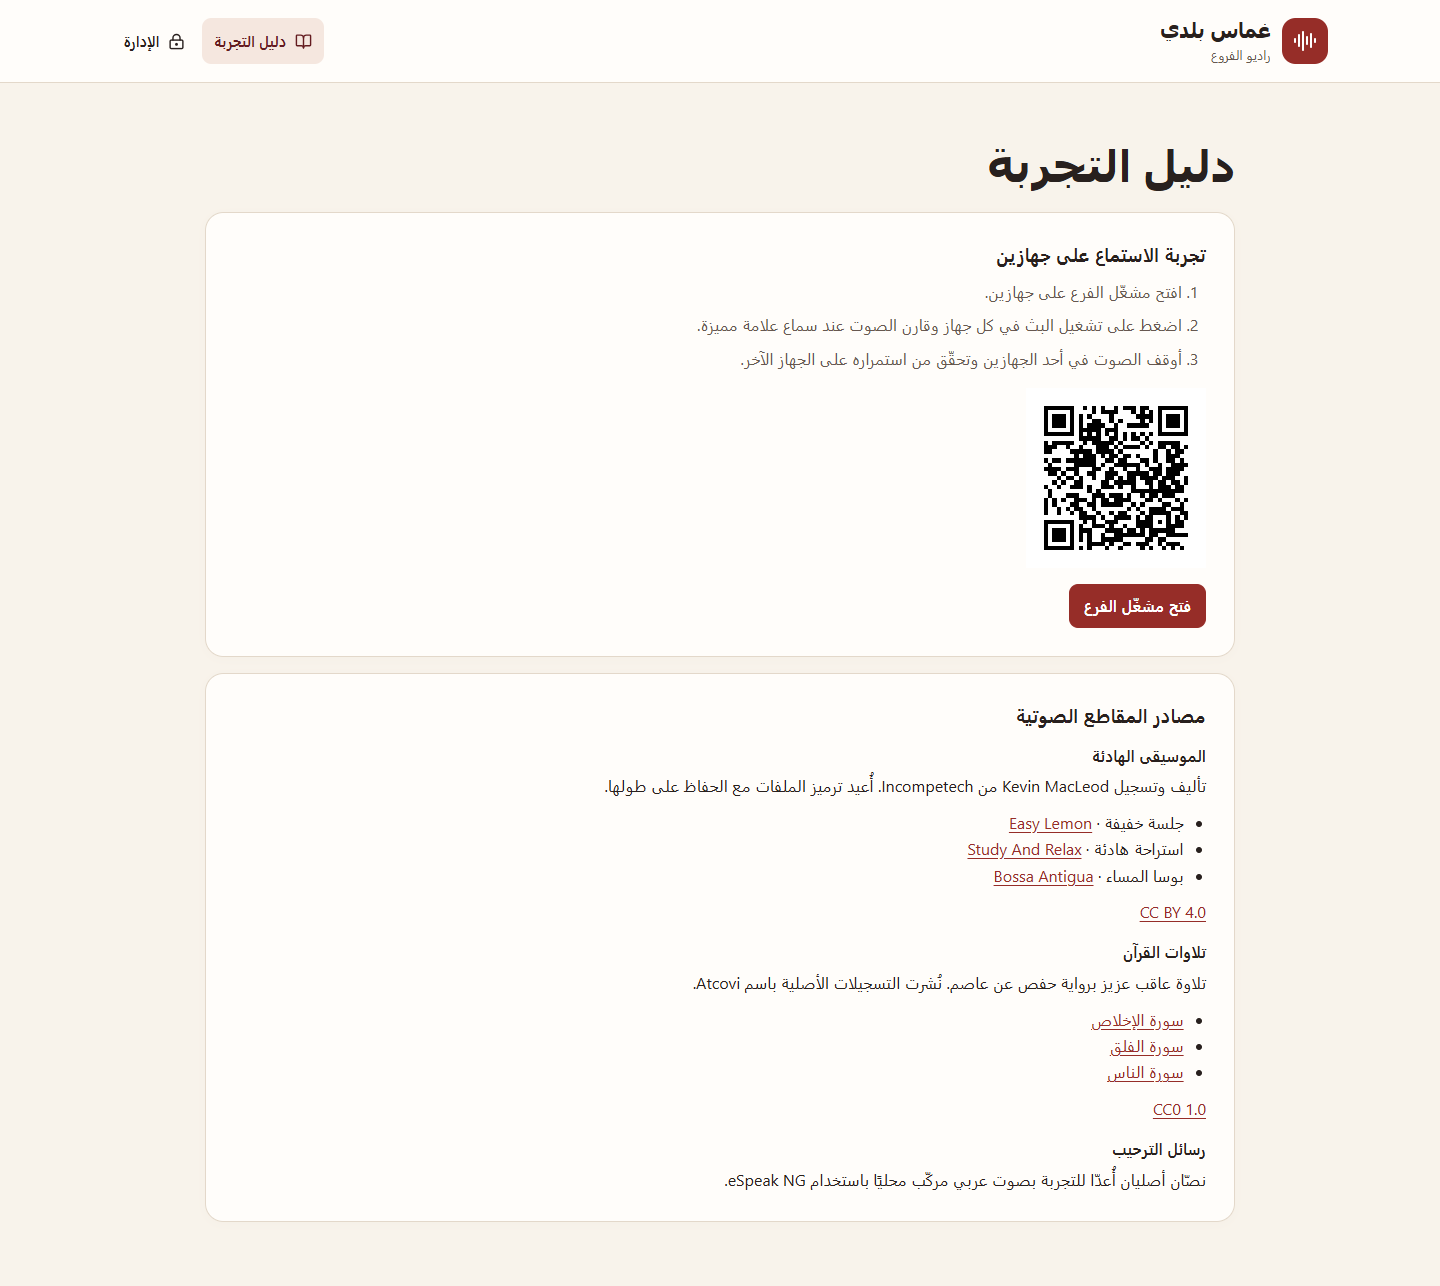 غماس بلدي
راديو الفروع
دليل التجربة
الإدارة
دليل التجربة
تجربة الاستماع على جهازين
1. افتح مشغّل الفرع على جهازين.
2. اضغط على تشغيل البث في كل جهاز وقارن الصوت عند سماع علامة مميزة.
3. أوقف الصوت في أحد الجهازين وتحقّق من استمراره على الجهاز الآخر.
فتح مشغّل الفرع
مصادر المقاطع الصوتية
الموسيقى الهادئة
تأليف وتسجيل Kevin MacLeod من Incompetech. أُعيد ترميز الملفات مع الحفاظ على طولها.
• جلسة خفيفة · Easy Lemon
• استراحة هادئة · Study And Relax
• بوسا المساء · Bossa Antigua
CC BY 4.0
تلاوات القرآن
تلاوة عاقب عزيز برواية حفص عن عاصم. نُشرت التسجيلات الأصلية باسم Atcovi.
• سورة الإخلاص
• سورة الفلق
• سورة الناس
CC0 1.0
رسائل الترحيب
نصّان أصليان أُعدّا للتجربة بصوت عربي مركّب محليًا باستخدام eSpeak NG.